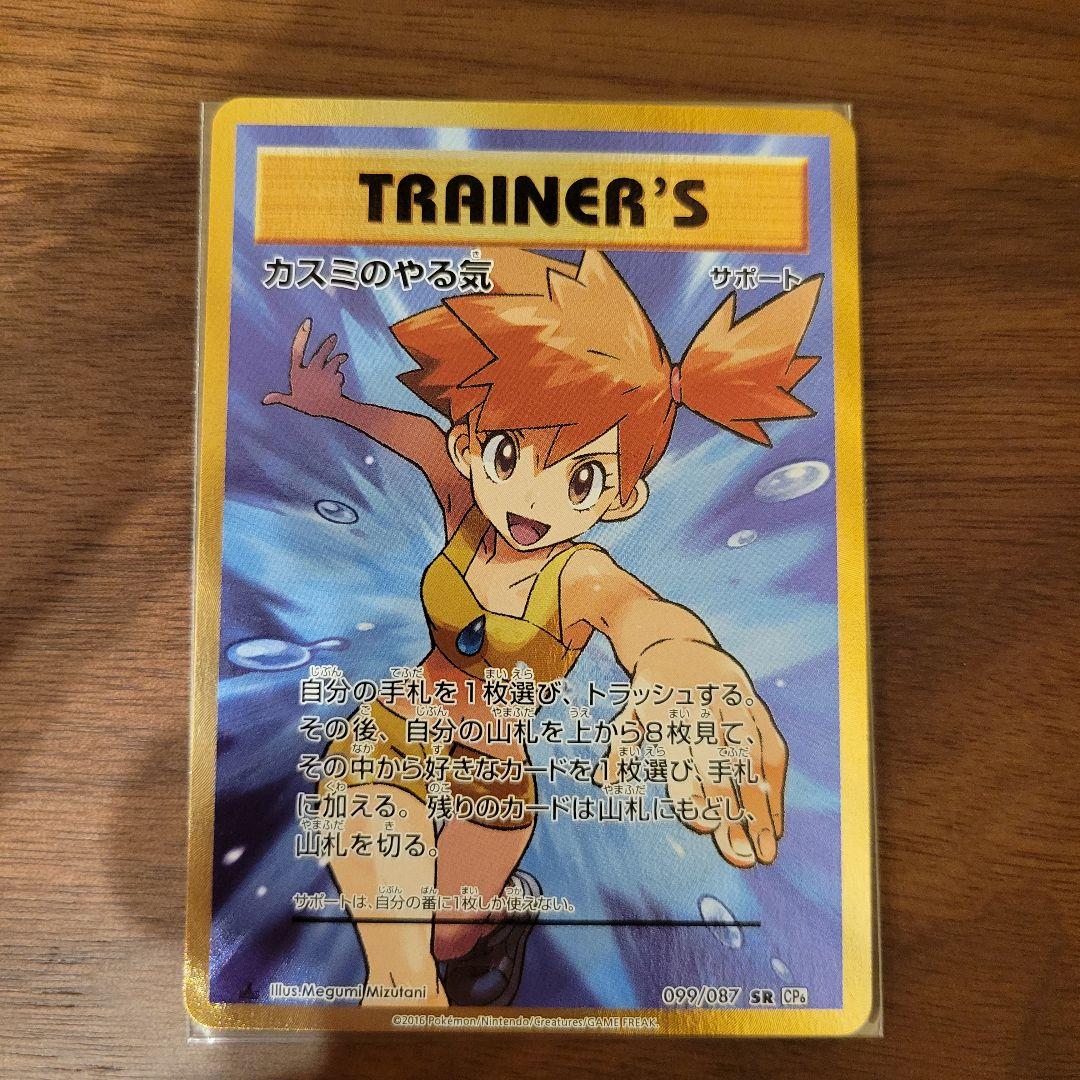 TRAINER'S
カスミのやる気
サポート
自分の手札を1枚選び、トラッシュする。
その後、自分の山札を上から8枚見て、
その中から好きなカードを1枚選び、手札
に加える。残りのカードは山札にもどし、
山札を切る。
サポートは、自分の番に1枚しか使えない。
Illus.Megumi Mizutani
099/087 SR CP6
©2016 Pokémon/Nintendo/Creatures/GAME FREAK.